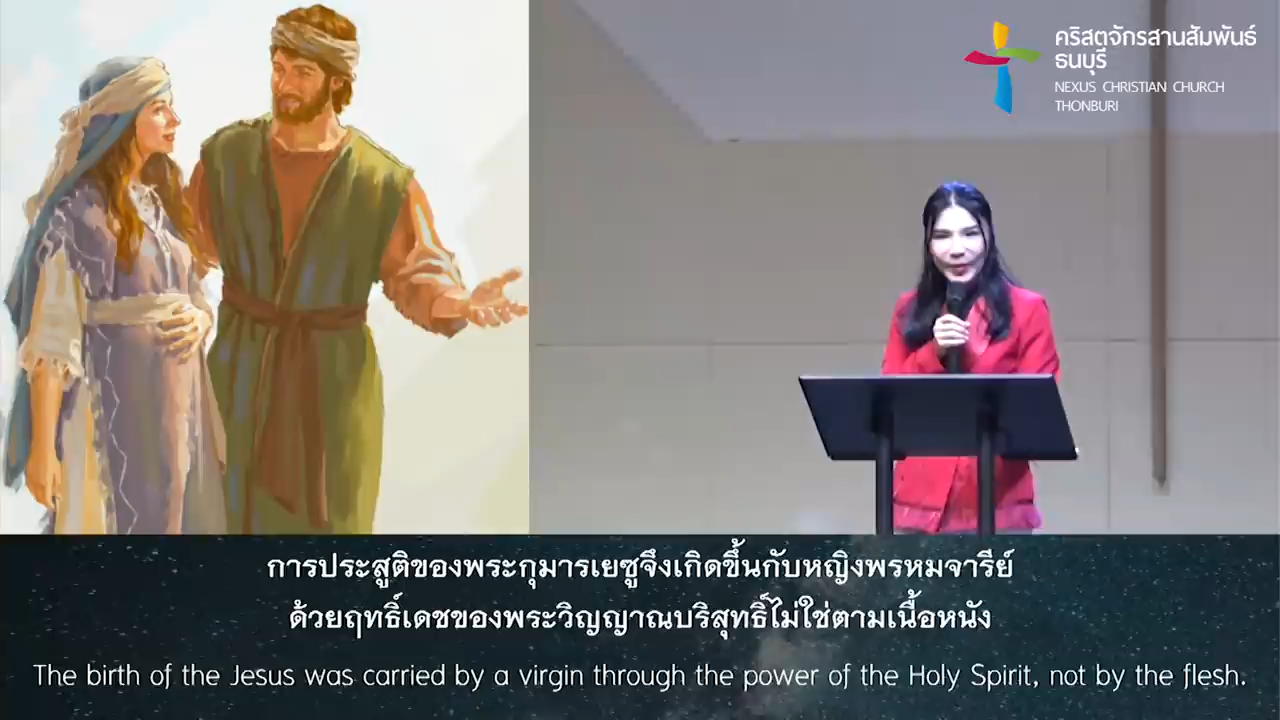 คริสตจักรสานสัมพันธ์
ธนบุรี
NEXUS CHRISTIAN CHURCH
THONBURI
การประสูติของพระกุมารเยซูจึงเกิดขึ้นกับหญิงพรหมจารีย์
ด้วยฤทธิ์เดชของพระวิญญาณบริสุทธิ์ไม่ใช่ตามเนื้อหนัง
The birth of the Jesus was carried by a virgin through the power of the Holy Spirit, not by the flesh.